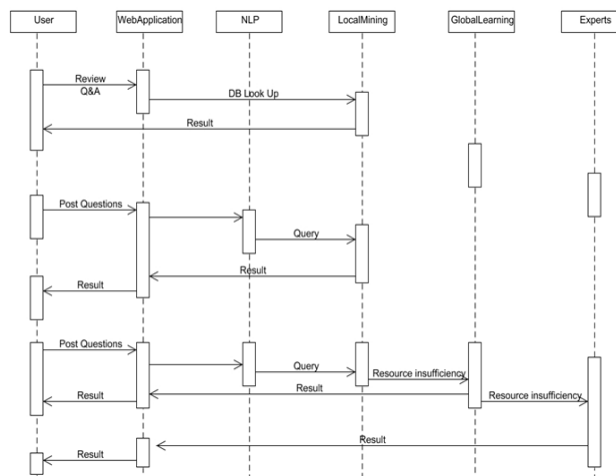 User
WebApplication
NLP
LocalMining
GlobalLearning
Experts
Review
Q&A
DB Look Up
Result
Post Questions
Query
Result
Result
Post Questions
Query
Resource insufficiency
Result
Result
Resource insufficiency
Result
Result